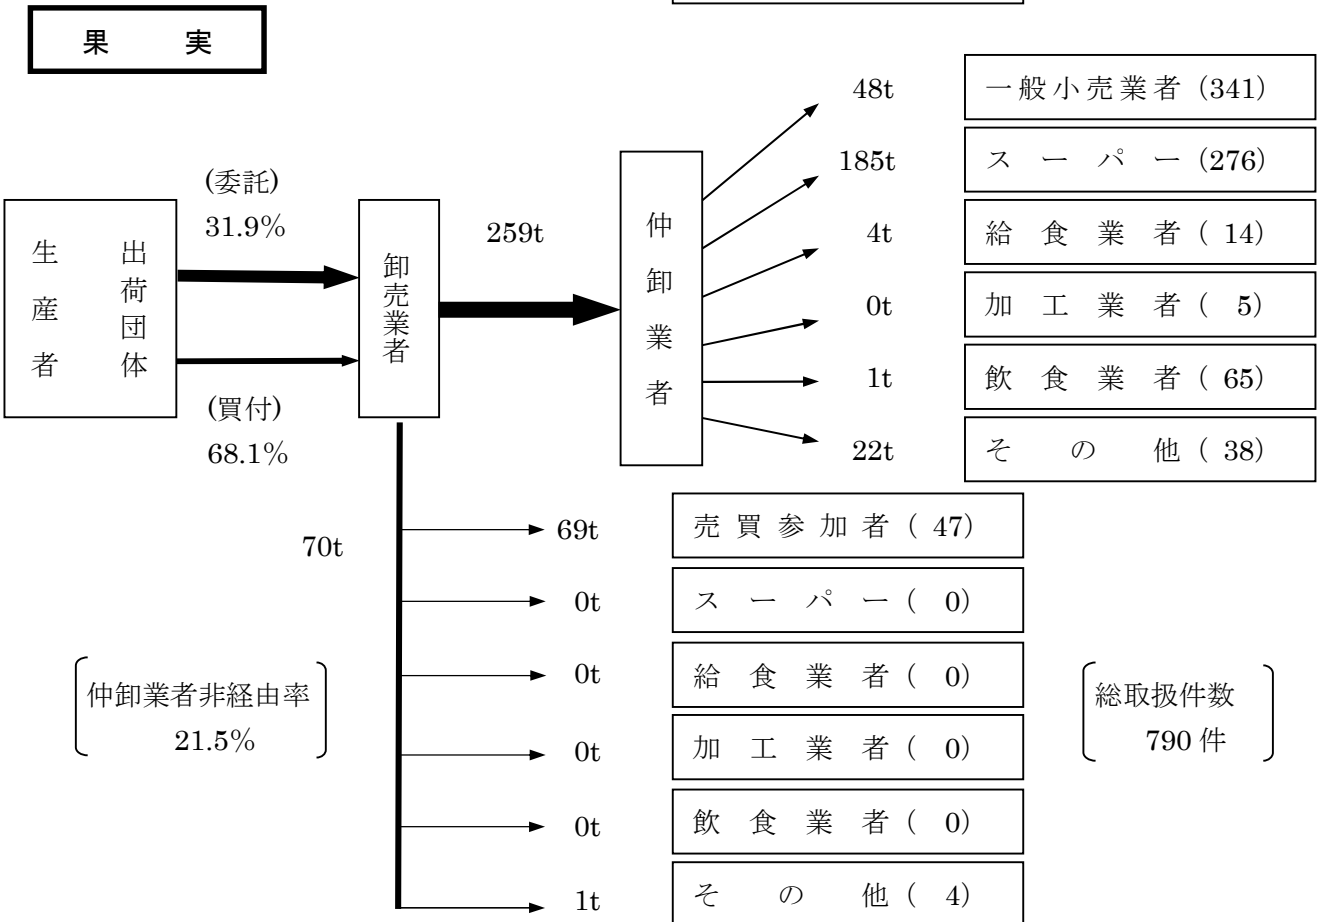 果 実
48t 一般小売業者 (341)
185t スーパー (276)
4t 給食業者 ( 14)
0t 加工業者 ( 5)
1t 飲食業者 ( 65)
22t その他 ( 38)
生産者
出荷団体
(委託)
31.9%
(買付)
68.1%
卸売業者
259t
仲卸業者
70t
69t 売買参加者 ( 47)
0t スーパー ( 0)
0t 給食業者 ( 0)
0t 加工業者 ( 0)
0t 飲食業者 ( 0)
1t その他 ( 4)
仲卸業者非経由率
21.5%
総取扱件数
790 件